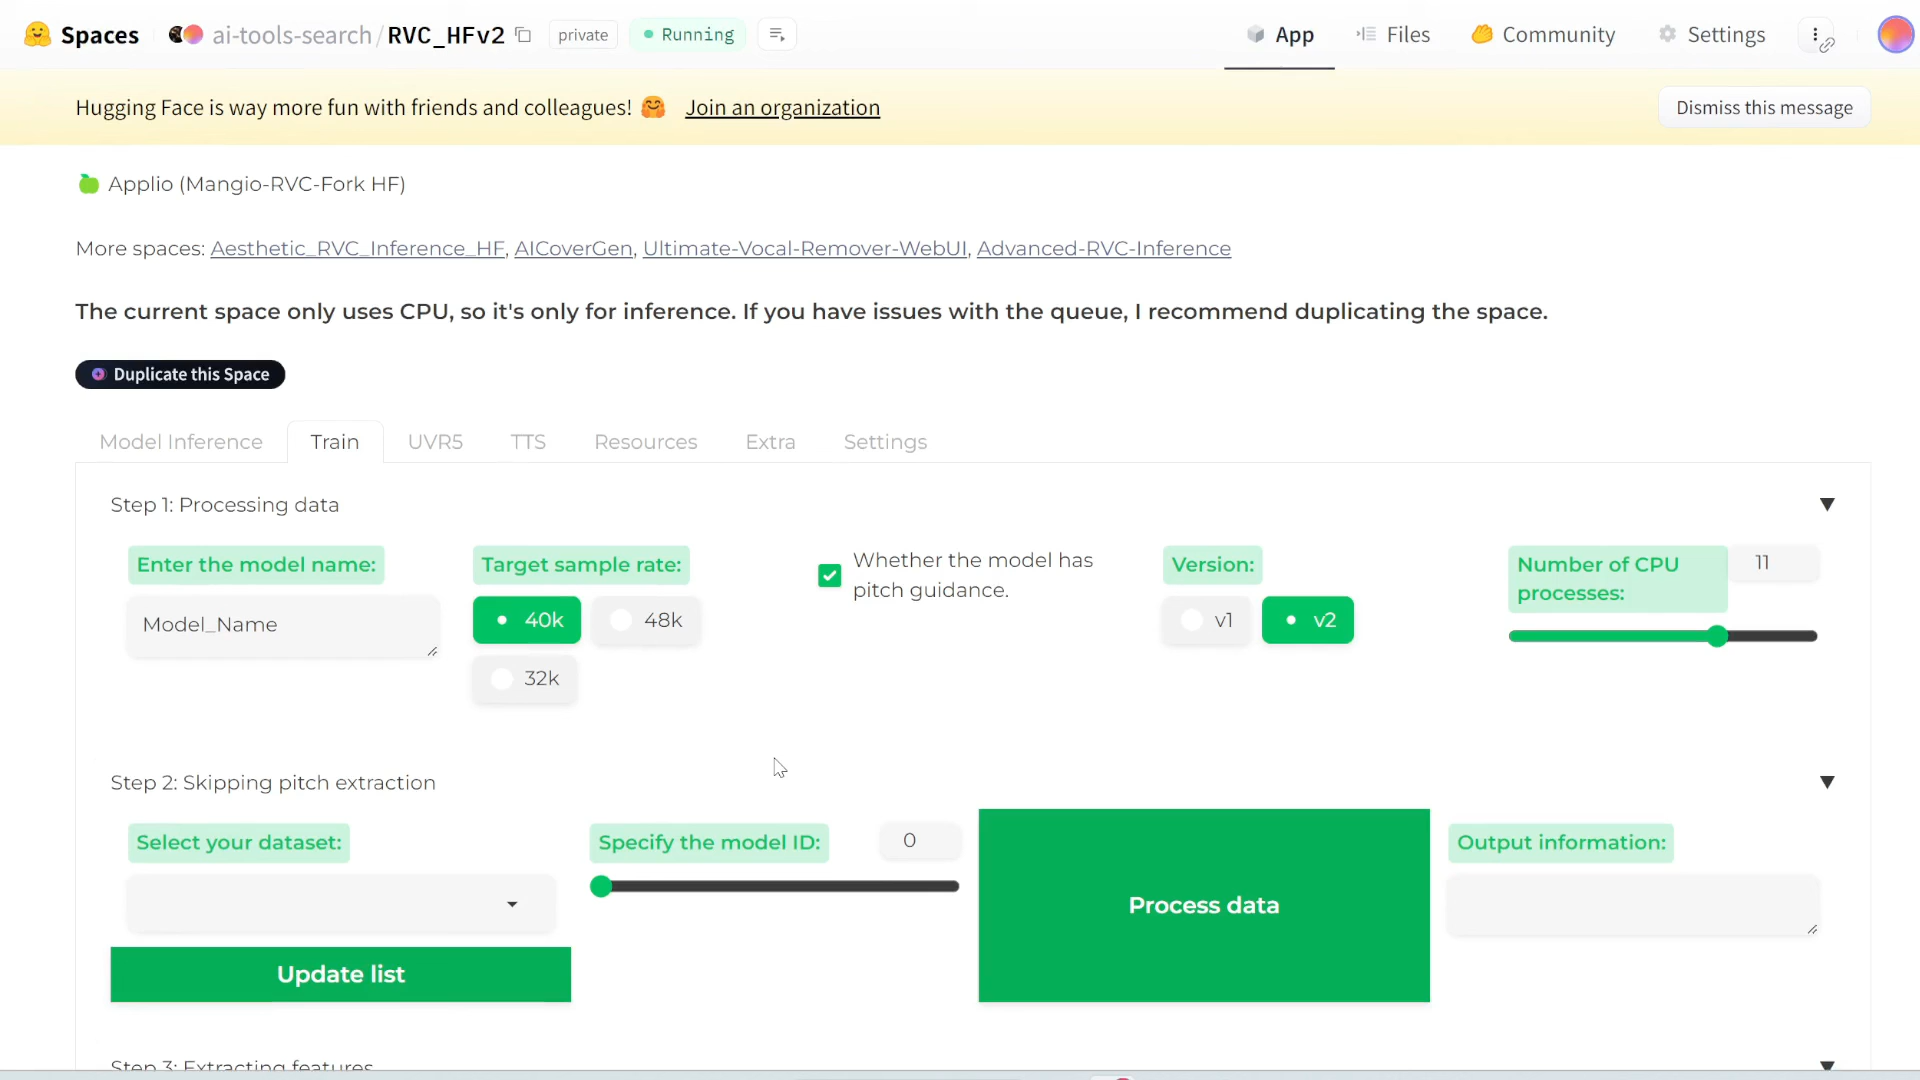 Spaces
ai-tools-search/RVC_HFv2
private
Running
App
Files
Community
Settings
Hugging Face is way more fun with friends and colleagues! 🤗 Join an organization
Dismiss this message
🍏 Applio (Mangio-RVC-Fork HF)
More spaces: Aesthetic_RVC_Inference_HF, AICoverGen, Ultimate-Vocal-Remover-WebUI, Advanced-RVC-Inference
The current space only uses CPU, so it's only for inference. If you have issues with the queue, I recommend duplicating the space.
Duplicate this Space
Model Inference
Train
UVR5
TTS
Resources
Extra
Settings
Step 1: Processing data
Enter the model name:
Model_Name
Target sample rate:
40k
48k
32k
Whether the model has
pitch guidance.
Version:
v1
v2
Number of CPU
processes:
11
Step 2: Skipping pitch extraction
Select your dataset:
Update list
Specify the model ID:
0
Process data
Output information:
Step 3: Extracting features